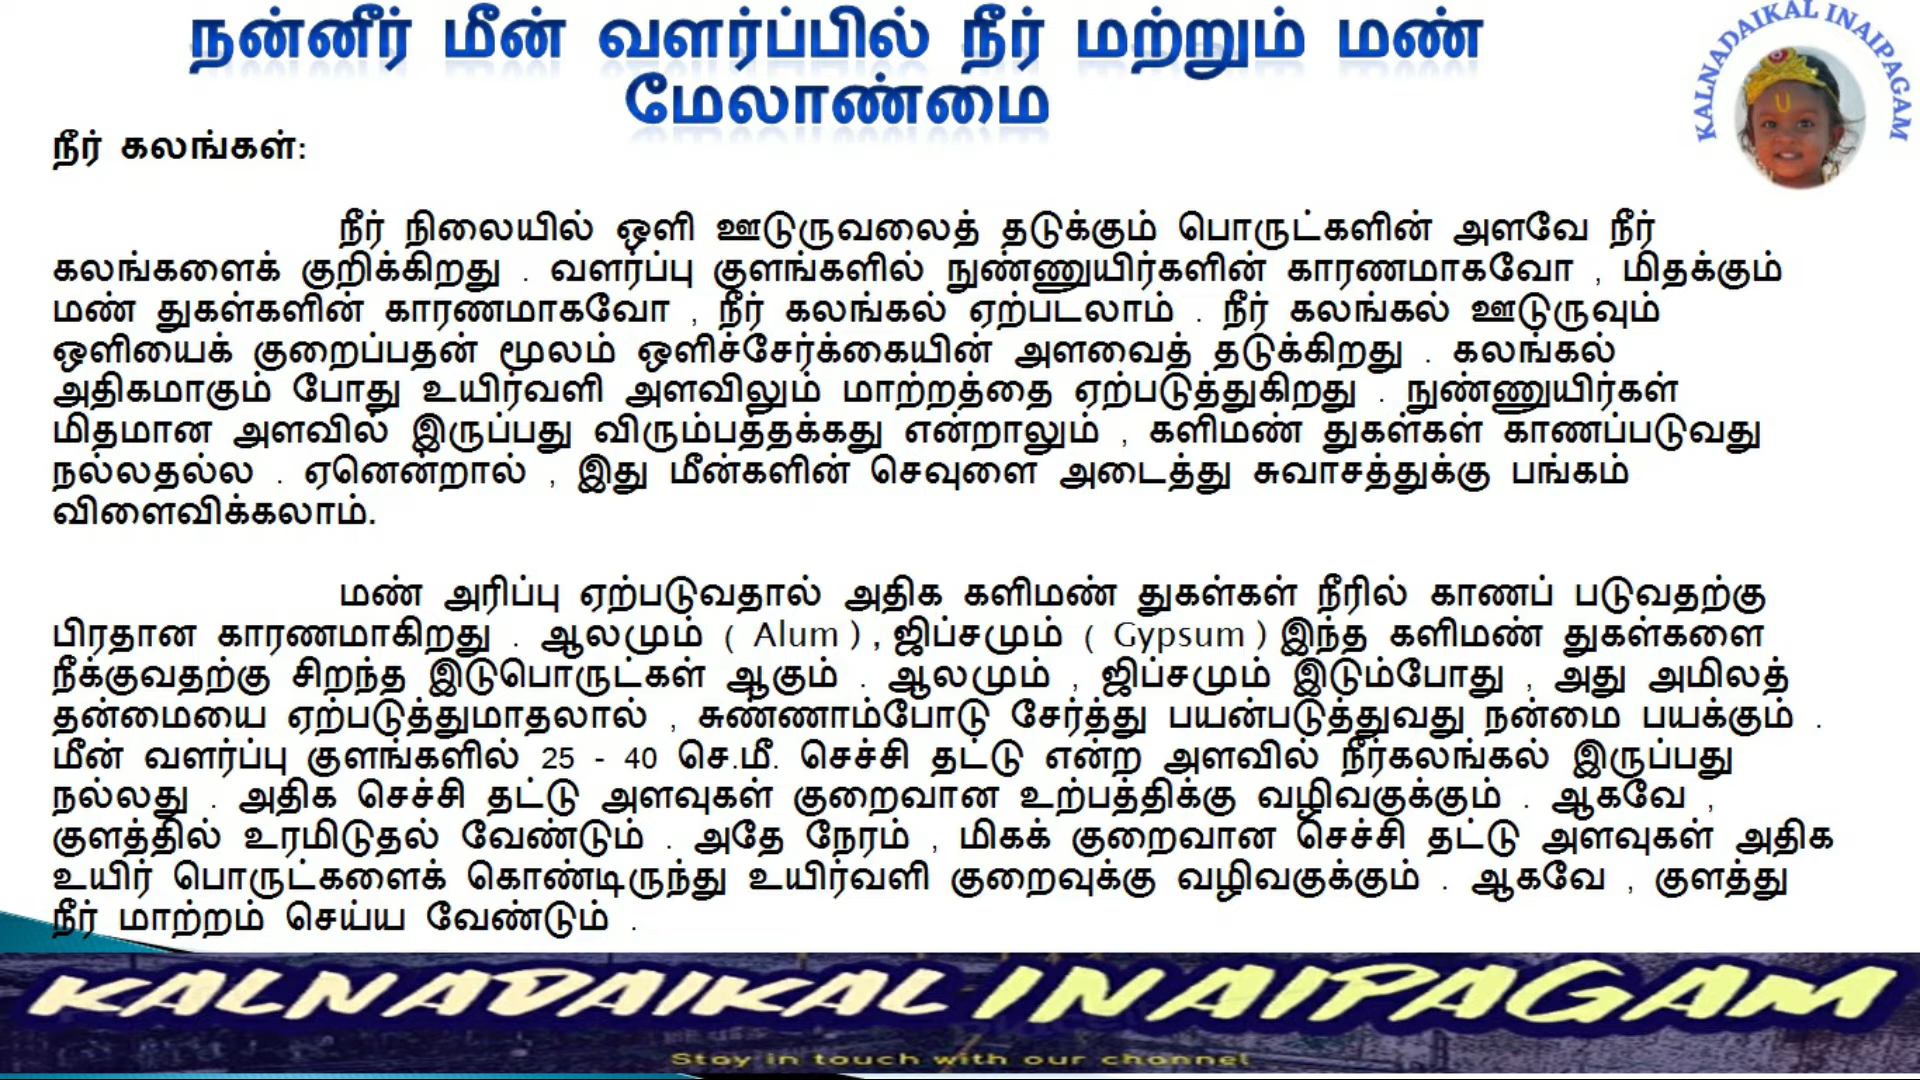 நன்னீர் மீன் வளர்ப்பில் நீர் மற்றும் மண்
மேலாண்மை
KALNADAIKAL INAIPAGAM
நீர் கலங்கள்:
நீர் நிலையில் ஒளி ஊடுருவலைத் தடுக்கும் பொருட்களின் அளவே நீர்
கலங்களைக் குறிக்கிறது . வளர்ப்பு குளங்களில் நுண்ணுயிர்களின் காரணமாகவோ , மிதக்கும்
மண் துகள்களின் காரணமாகவோ , நீர் கலங்கல் ஏற்படலாம் . நீர் கலங்கல் ஊடுருவும்
ஒளியைக் குறைப்பதன் மூலம் ஒளிச்சேர்க்கையின் அளவைத் தடுக்கிறது . கலங்கல்
அதிகமாகும் போது உயிர்வளி அளவிலும் மாற்றத்தை ஏற்படுத்துகிறது . நுண்ணுயிர்கள்
மிதமான அளவில் இருப்பது விரும்பத்தக்கது என்றாலும் , களிமண் துகள்கள் காணப்படுவது
நல்லதல்ல . ஏனென்றால் , இது மீன்களின் செவுளை அடைத்து சுவாசத்துக்கு பங்கம்
விளைவிக்கலாம்.
மண் அரிப்பு ஏற்படுவதால் அதிக களிமண் துகள்கள் நீரில் காணப் படுவதற்கு
பிரதான காரணமாகிறது . ஆலமும் ( Alum ) , ஜிப்சமும் ( Gypsum ) இந்த களிமண் துகள்களை
நீக்குவதற்கு சிறந்த இடுபொருட்கள் ஆகும் . ஆலமும் , ஜிப்சமும் இடும்போது , அது அமிலத்
தன்மையை ஏற்படுத்துமாதலால் , சுண்ணாம்போடு சேர்த்து பயன்படுத்துவது நன்மை பயக்கும் .
மீன் வளர்ப்பு குளங்களில் 25 - 40 செ.மீ. செச்சி தட்டு என்ற அளவில் நீர்கலங்கல் இருப்பது
நல்லது . அதிக செச்சி தட்டு அளவுகள் குறைவான உற்பத்திக்கு வழிவகுக்கும் . ஆகவே ,
குளத்தில் உரமிடுதல் வேண்டும் . அதே நேரம் , மிகக் குறைவான செச்சி தட்டு அளவுகள் அதிக
உயிர் பொருட்களைக் கொண்டிருந்து உயிர்வளி குறைவுக்கு வழிவகுக்கும் . ஆகவே , குளத்து
நீர் மாற்றம் செய்ய வேண்டும் .
KALNADAIKAL INAIPAGAM
Stay in touch with our channel